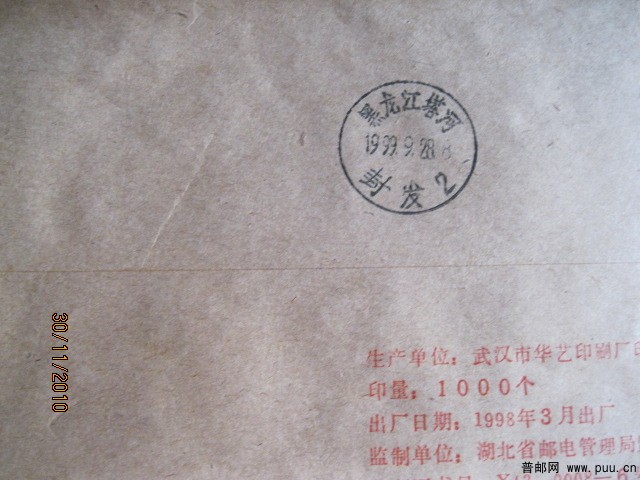 黑龙江塔河
1999.9.28
封发2
30/11/2010
生产单位：武汉市华艺印刷厂印
印量：1000个
出厂日期：1998年3月出厂
监制单位：湖北省邮电管理局
普邮网 www.puu.cn